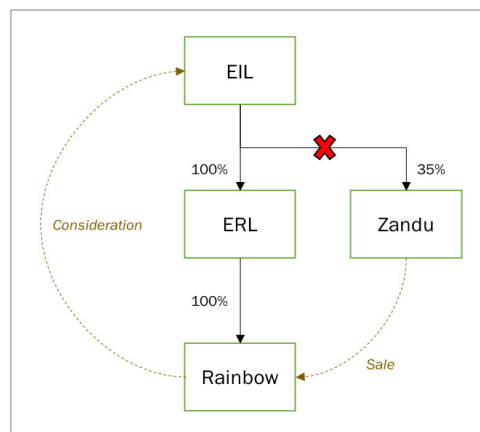 EIL
100%
35%
ERL
Zandu
Consideration
100%
Sale
Rainbow